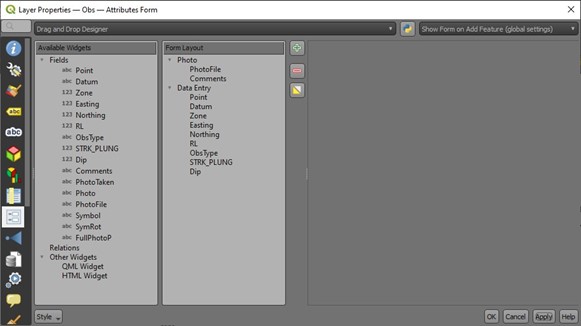 Layer Properties — Obs — Attributes Form
Drag and Drop Designer
Show Form on Add Feature (global settings)
Available Widgets
Fields
abc Point
abc Datum
123 Zone
123 Easting
123 Northing
123 RL
abc ObsType
123 STRK_PLUNG
123 Dip
abc Comments
abc PhotoTaken
abc Photo
abc PhotoFile
abc Symbol
abc SymRot
abc FullPhotoP
Relations
Other Widgets
QML Widget
HTML Widget
Form Layout
Photo
PhotoFile
Comments
Data Entry
Point
Datum
Zone
Easting
Northing
RL
ObsType
STRK_PLUNG
Dip
abc
abc
Style
OK
Cancel
Apply
Help